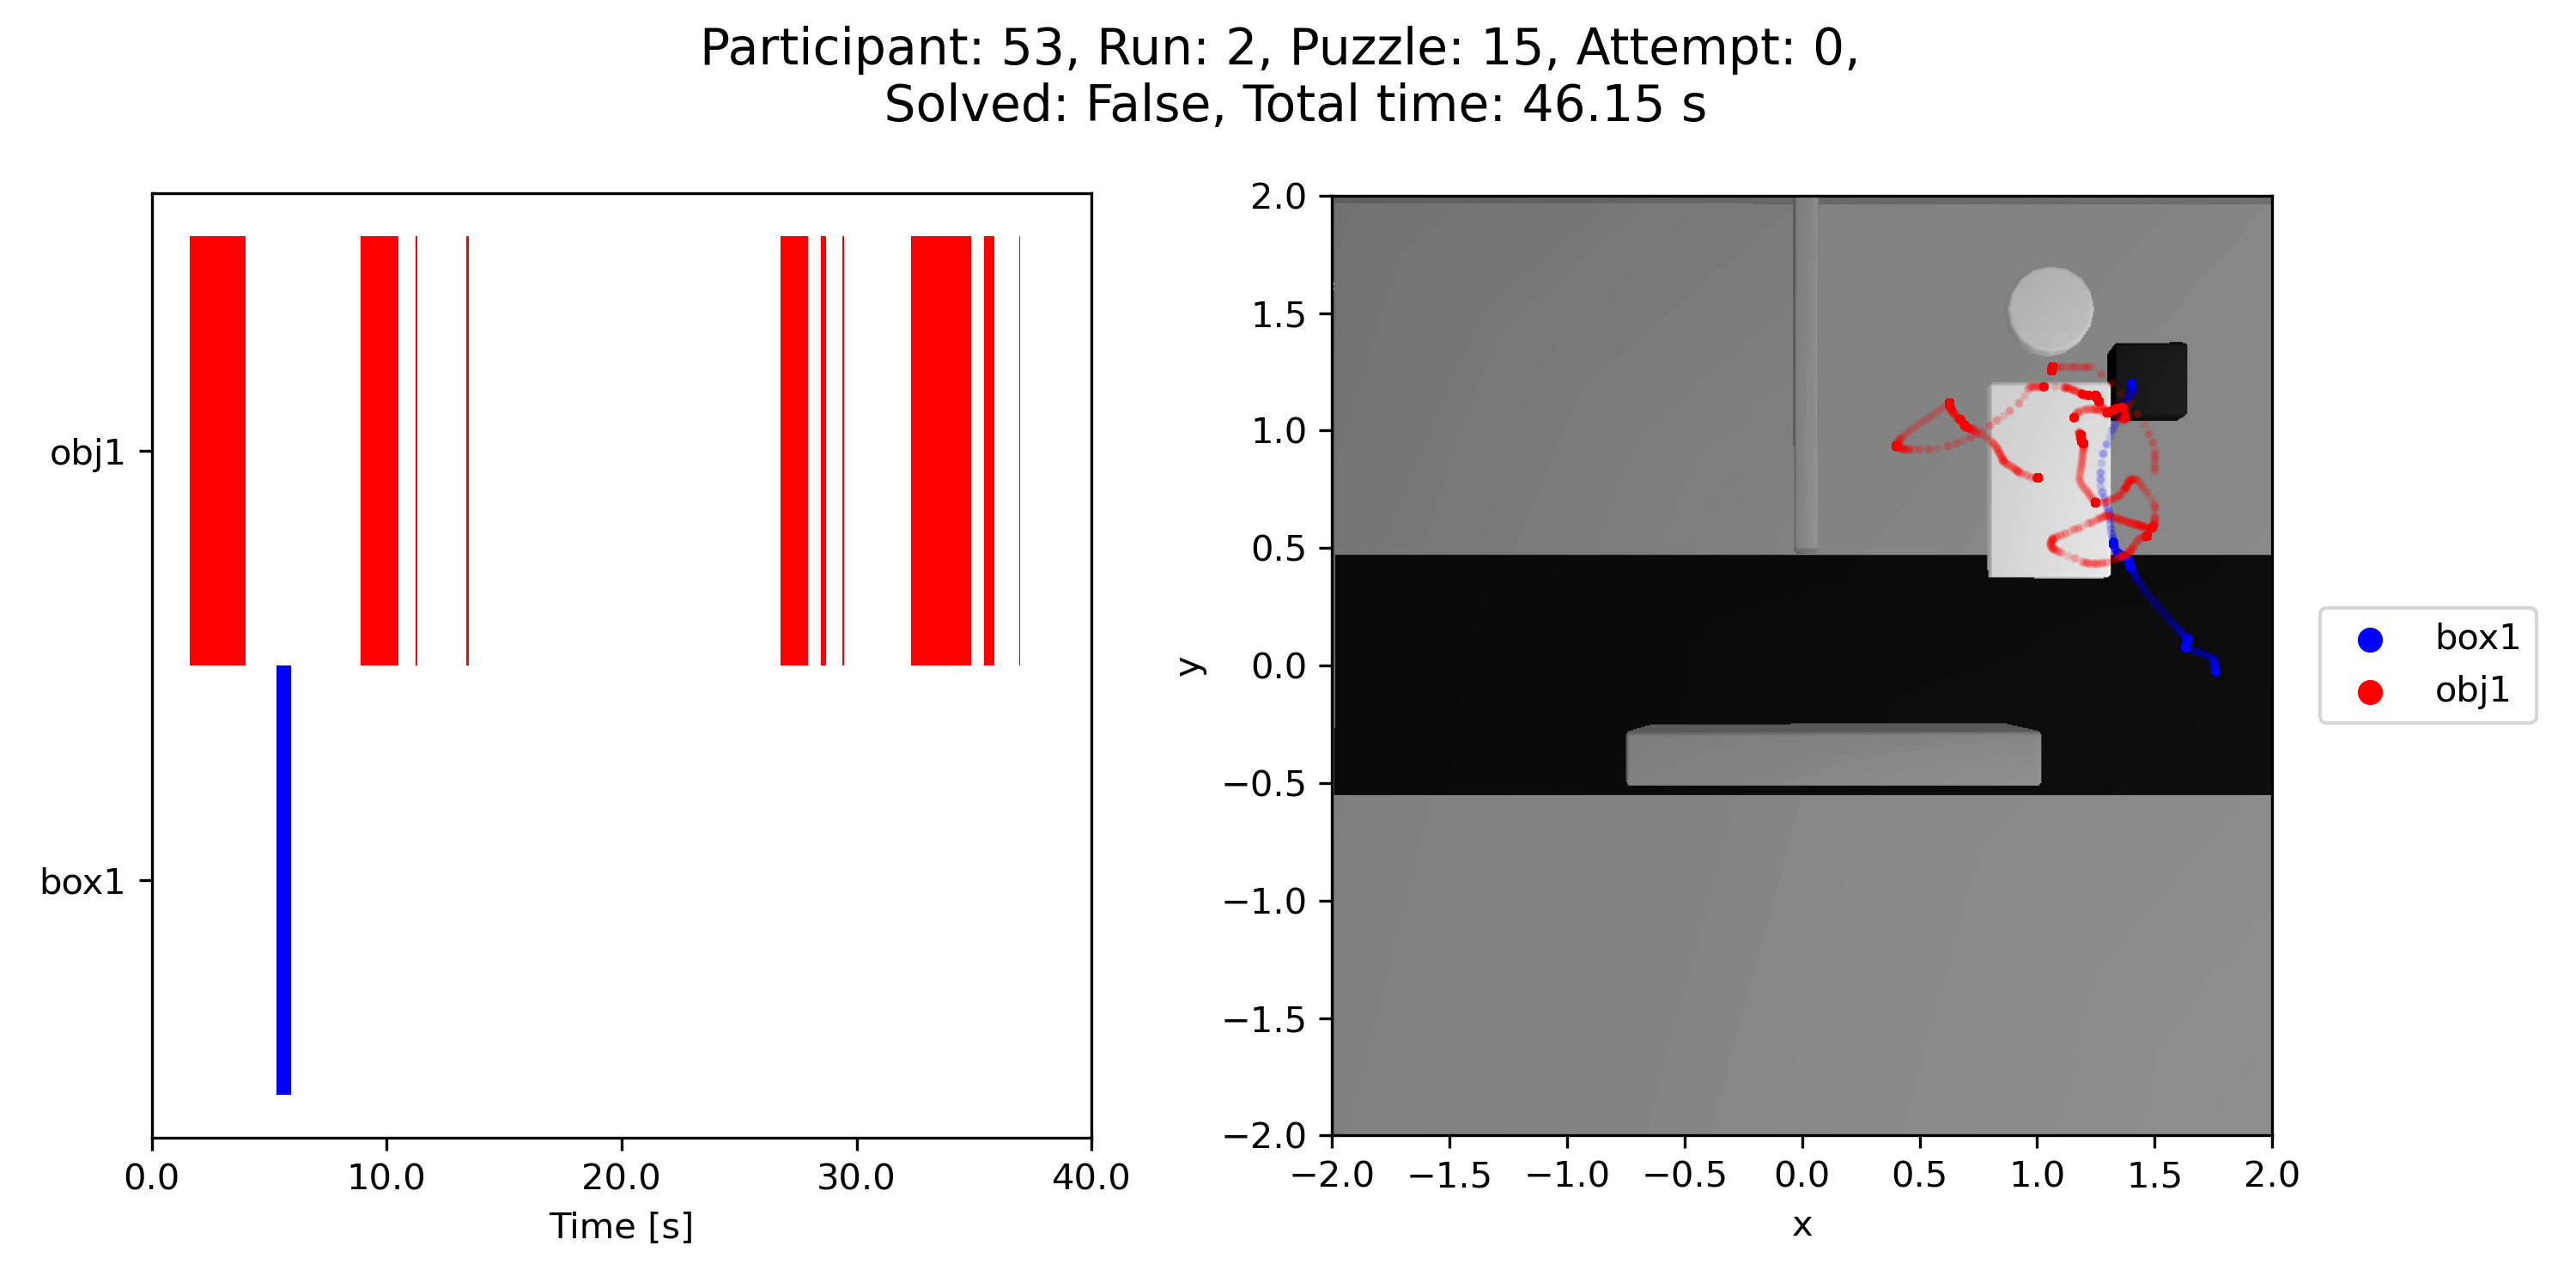 Participant: 53, Run: 2, Puzzle: 15, Attempt: 0,
Solved: False, Total time: 46.15 s
obj1
box1
0.0 10.0 20.0 30.0 40.0
Time [s]
2.0
1.5
1.0
0.5
0.0
−0.5
−1.0
−1.5
−2.0
y
−2.0 −1.5 −1.0 −0.5 0.0 0.5 1.0 1.5 2.0
x
box1
obj1